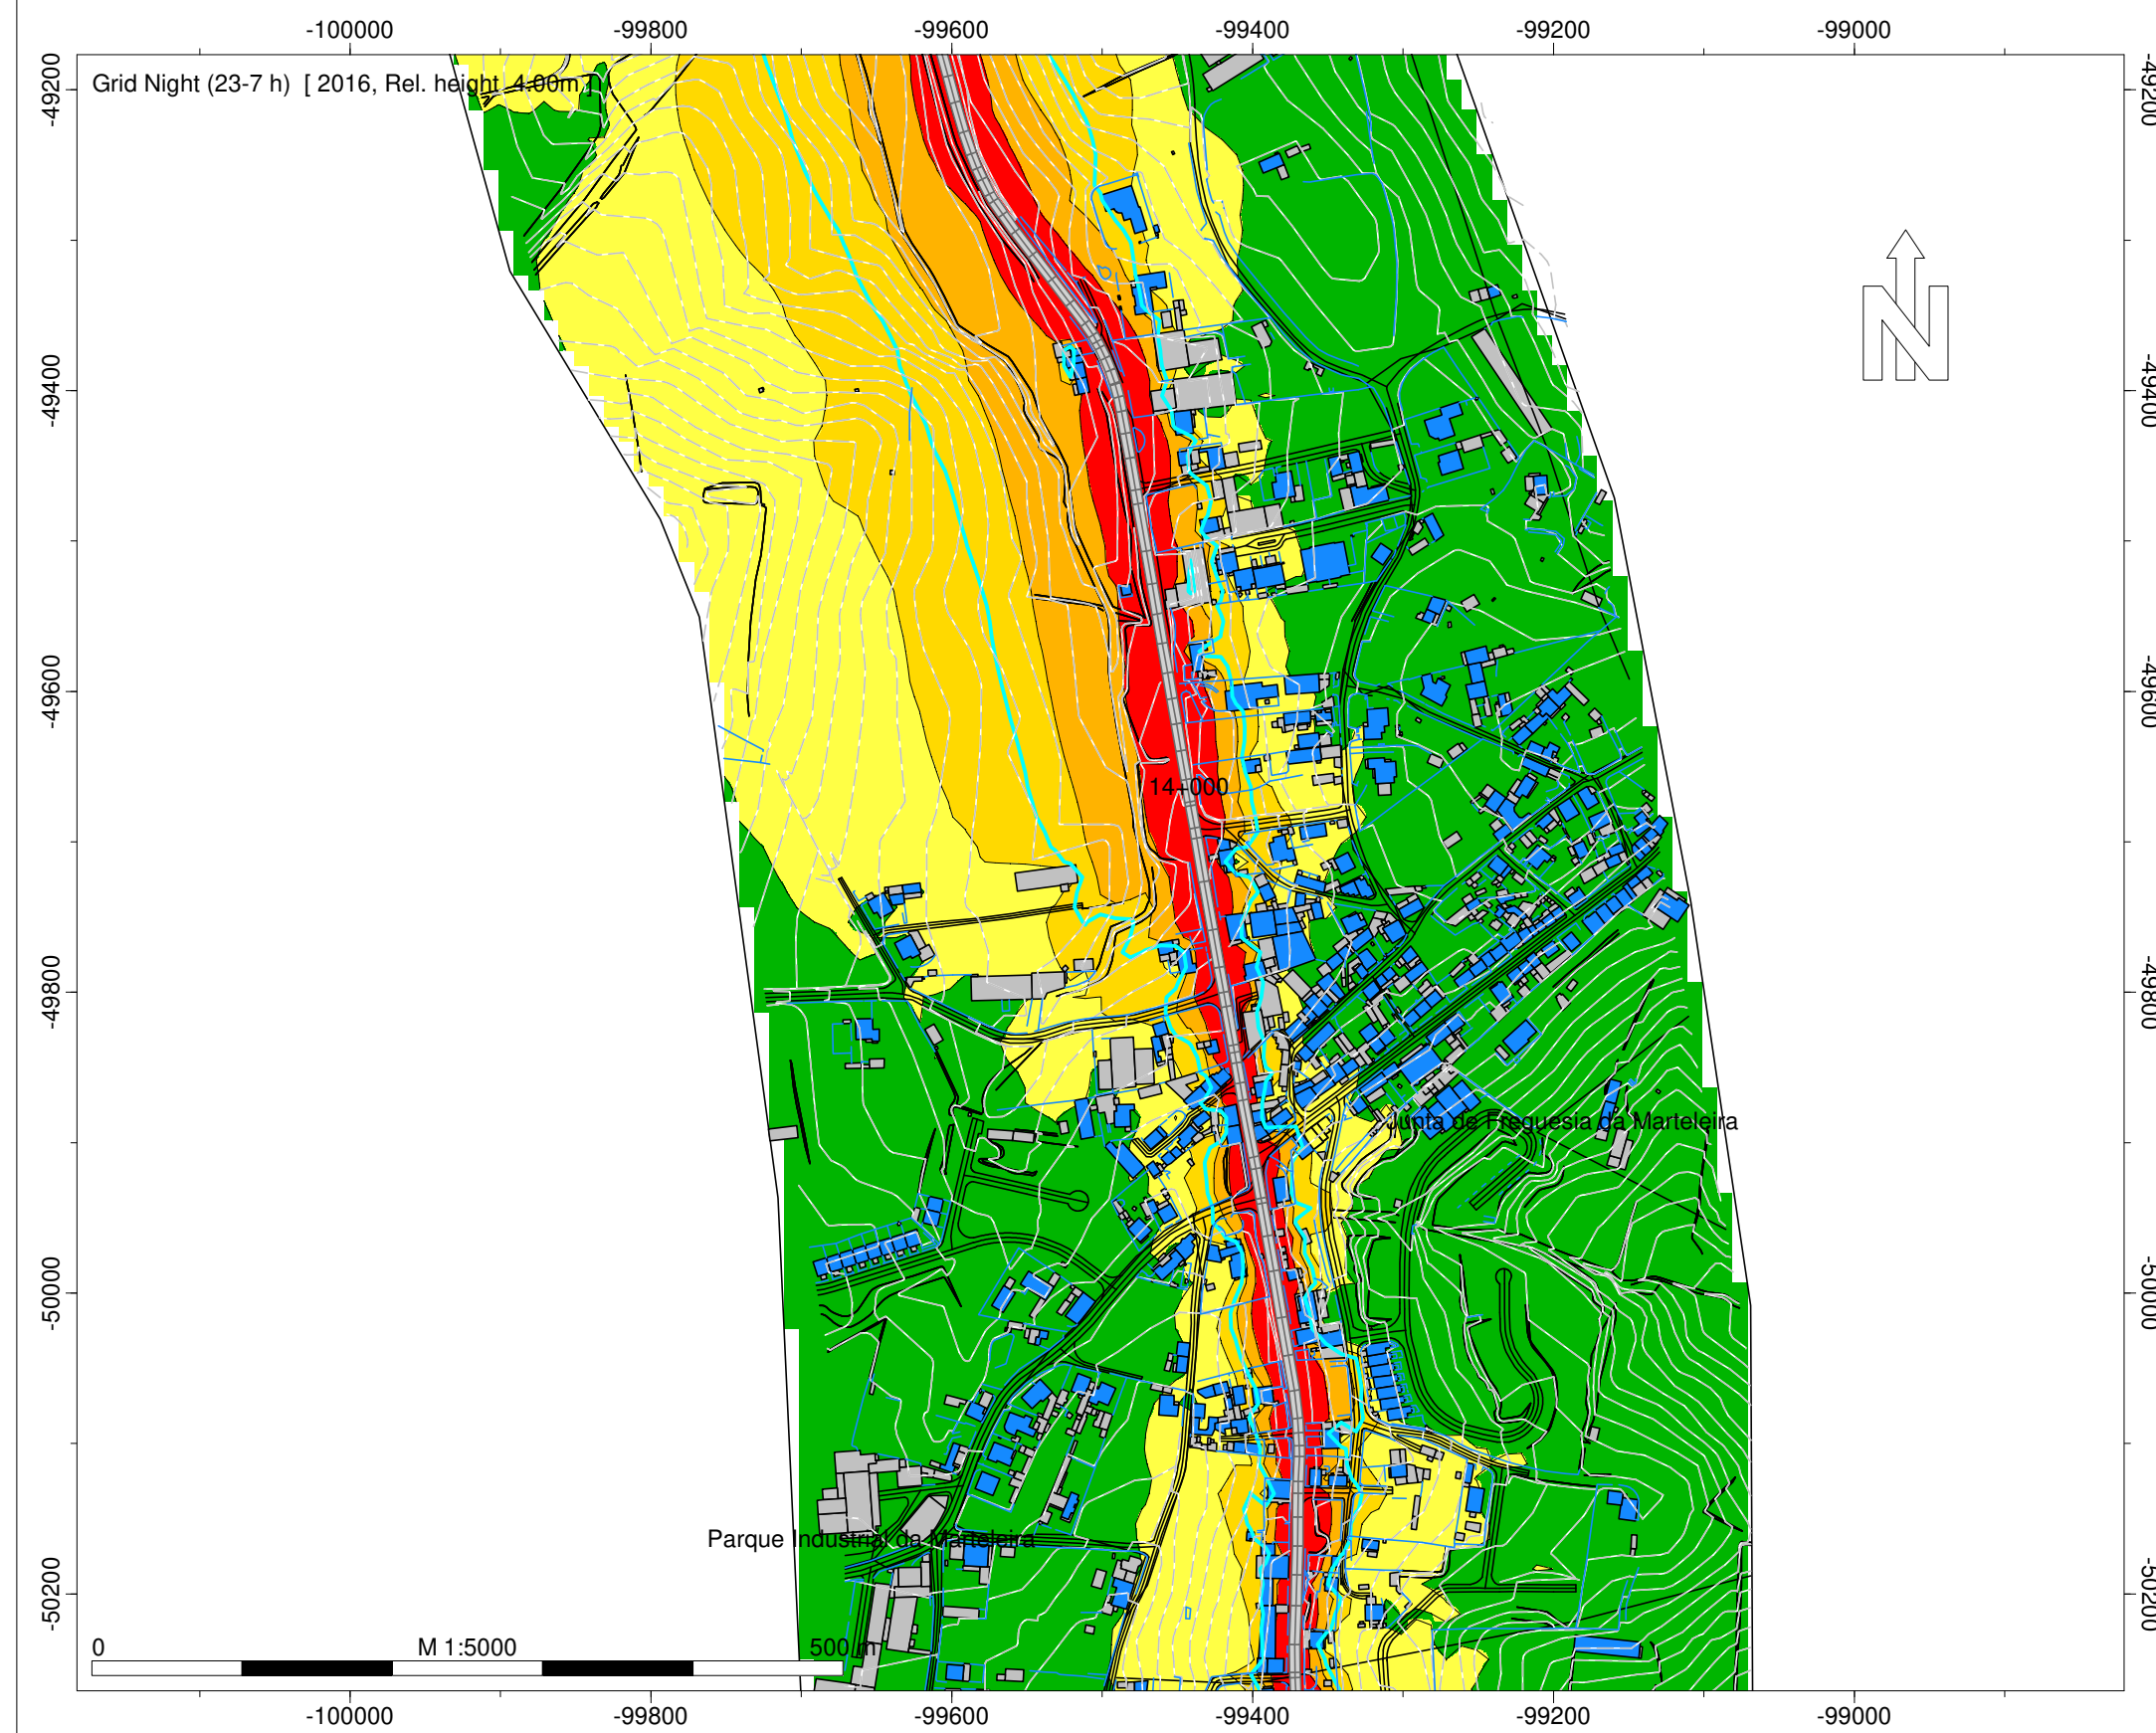 -100000 -99800 -99600 -99400 -99200 -99000
Grid Night (23-7 h) [ 2016, Rel. height 4.00m ]
-49200 -49200
N
-49400 -49400
-49600 -49600
14+000
-49800 -49800
Junta de Freguesia da Marteleira
-50000 -50000
Parque Industrial da Marteleira
-50200 -50200
0 M 1:5000 500 m
-100000 -99800 -99600 -99400 -99200 -99000